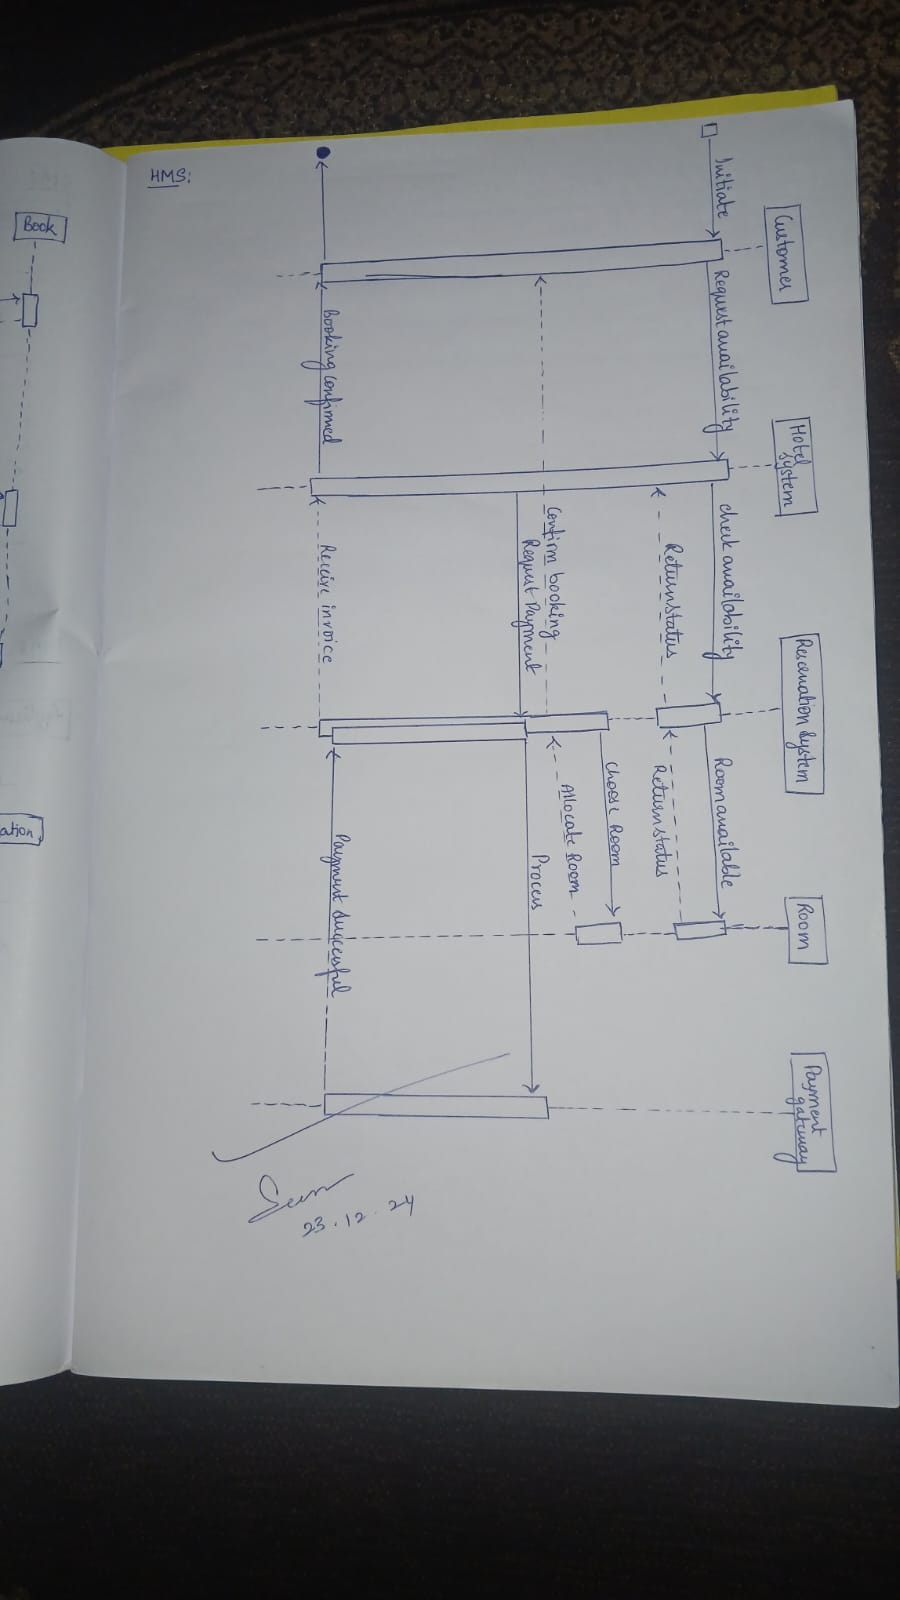 HMS:
Customer
Hotel
system
Reservation System
Room
Payment
gateway
Initiate
Request availability
check availability
Room available
Return status
Return status
choose Room
Allocate Room
Confirm booking
Request Payment
Process
Booking confirmed
Receive invoice
Payment Successful
23.12.24
Book
ation